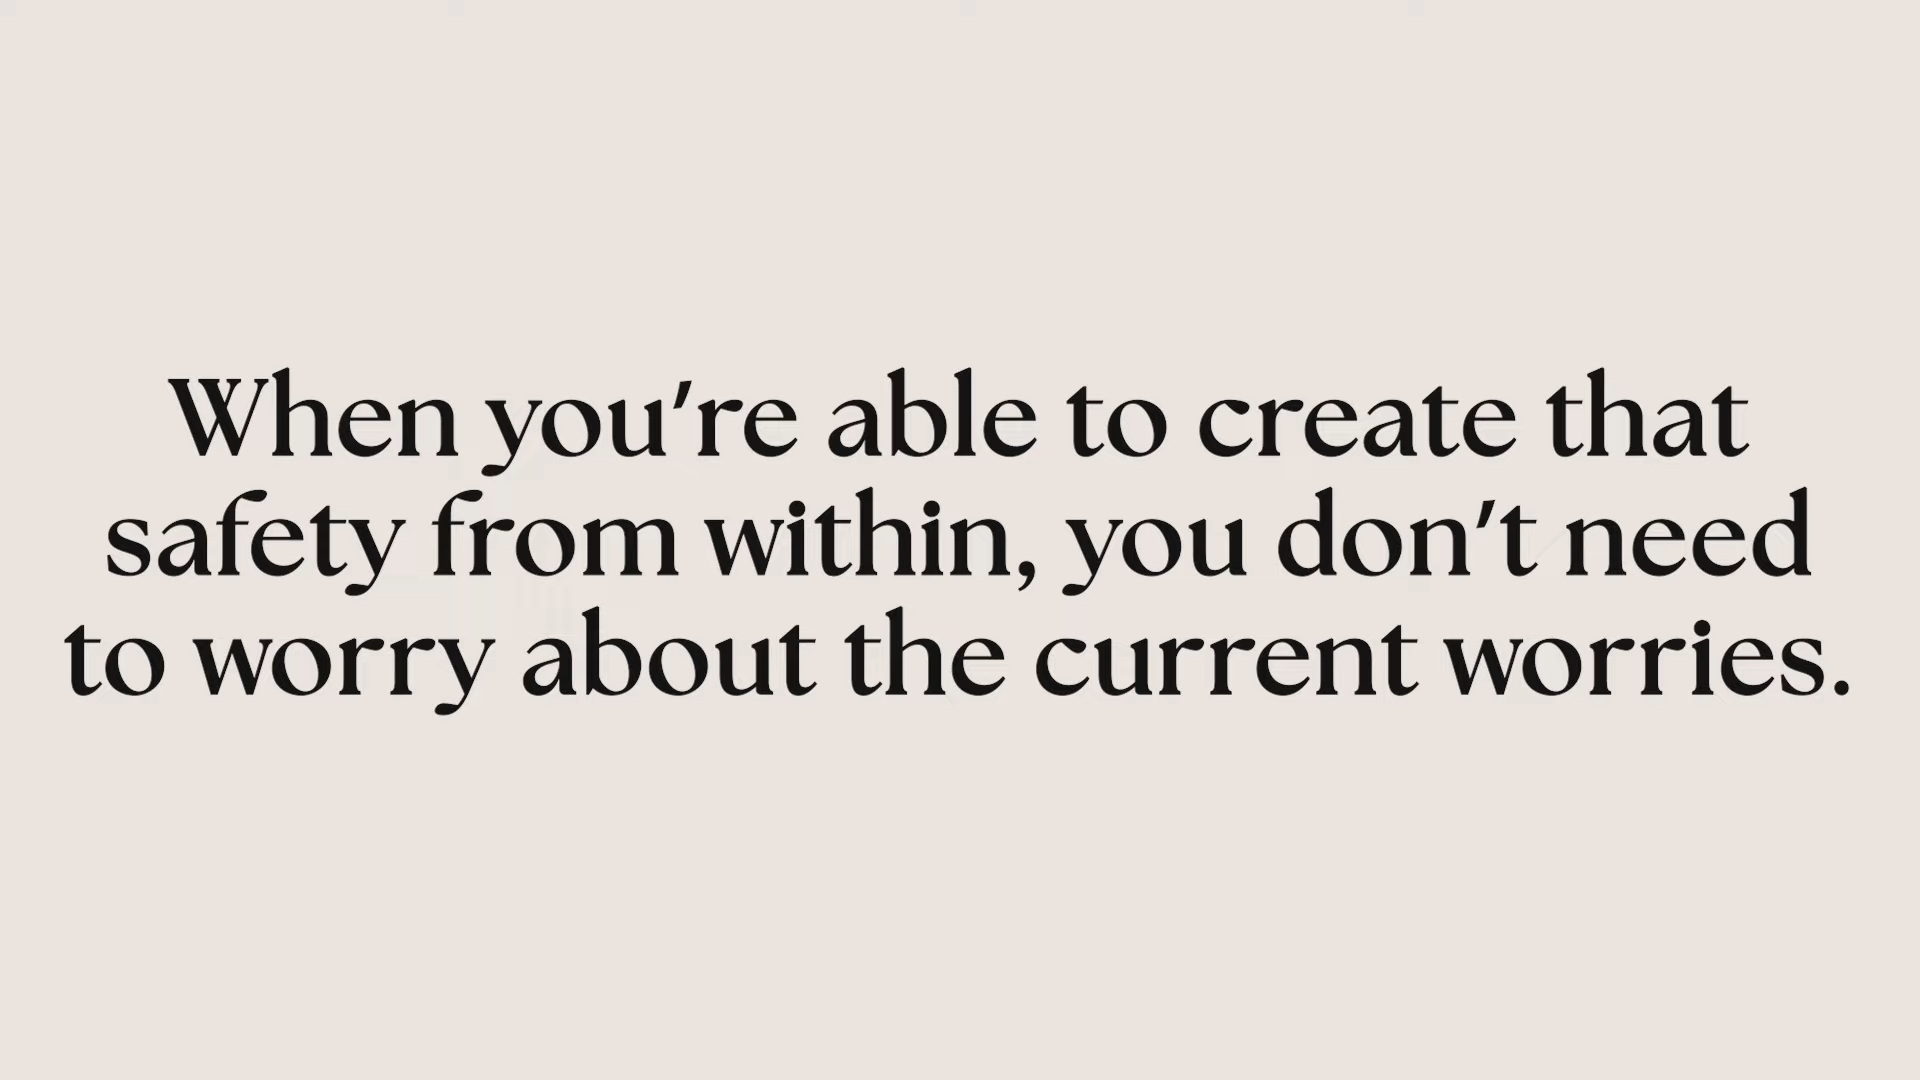 When you're able to create that
safety from within, you don't need
to worry about the current worries.